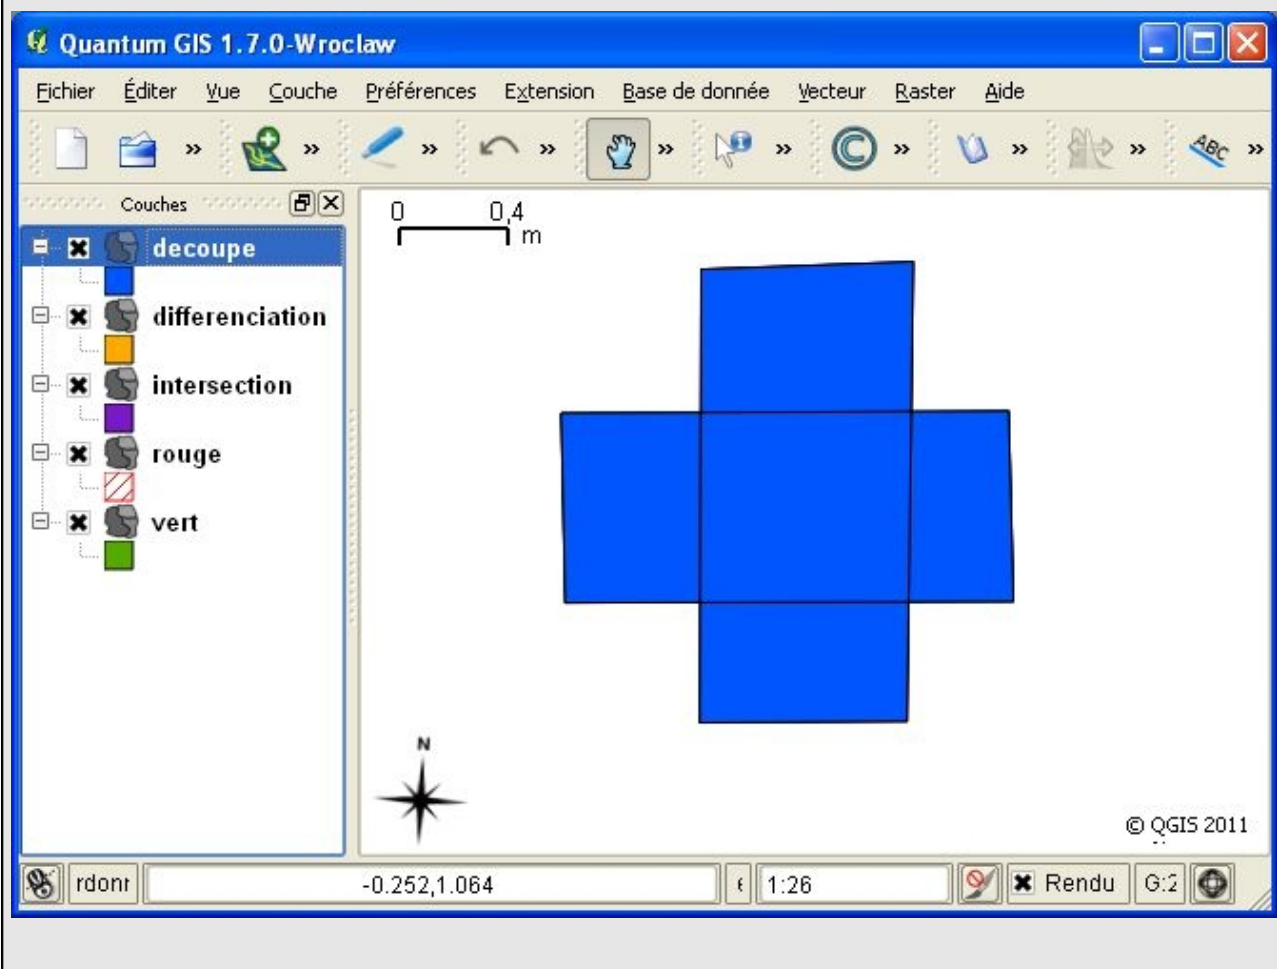 Quantum GIS 1.7.0-Wroclaw
Fichier Éditer Vue Couche Préférences Extension Base de donnée Vecteur Raster Aide
ABC
Couches
decoupe
differenciation
intersection
rouge
vert
0 0,4
m
N
© QGIS 2011
rdonr -0.252,1.064 1:26 Rendu G:2